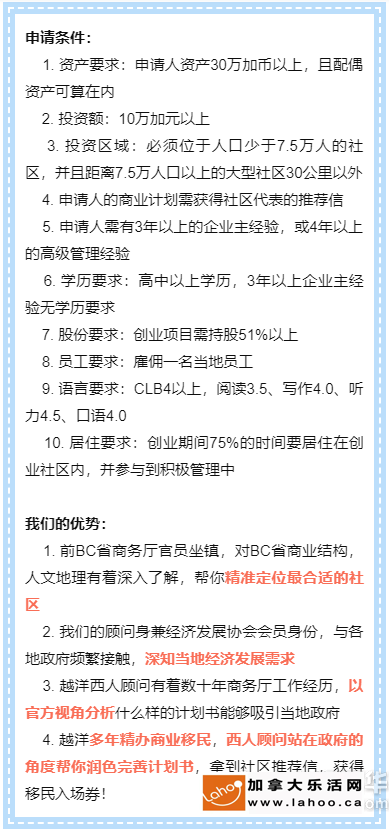 申请条件：
1. 资产要求：申请人资产30万加币以上，且配偶
资产可算在内
2. 投资额：10万加元以上
3. 投资区域：必须位于人口少于7.5万人的社
区，并且距离7.5万人口以上的大型社区30公里以外
4. 申请人的商业计划需获得社区代表的推荐信
5. 申请人需有3年以上的企业主经验，或4年以上
的高级管理经验
6. 学历要求：高中以上学历，3年以上企业主经
验无学历要求
7. 股份要求：创业项目需持股51%以上
8. 员工要求：雇佣一名当地员工
9. 语言要求：CLB4以上，阅读3.5、写作4.0、听
力4.5、口语4.0
10. 居住要求：创业期间75%的时间要居住在创
业社区内，并参与到积极管理中
我们的优势：
1. 前BC省商务厅官员坐镇，对BC省商业结构，
人文地理有着深入了解，帮你精准定位最合适的社
区
2. 我们的顾问身兼经济发展协会会员身份，与各
地政府频繁接触，深知当地经济发展需求
3. 越洋西人顾问有着数十年商务厅工作经历，以
官方视角分析什么样的计划书能够吸引当地政府
4. 越洋多年精办商业移民，西人顾问站在政府的
角度帮你润色完善计划书，拿到社区推荐信，获得
移民入场券！
Lahoo
加拿大乐活网
www.lahoo.ca
华